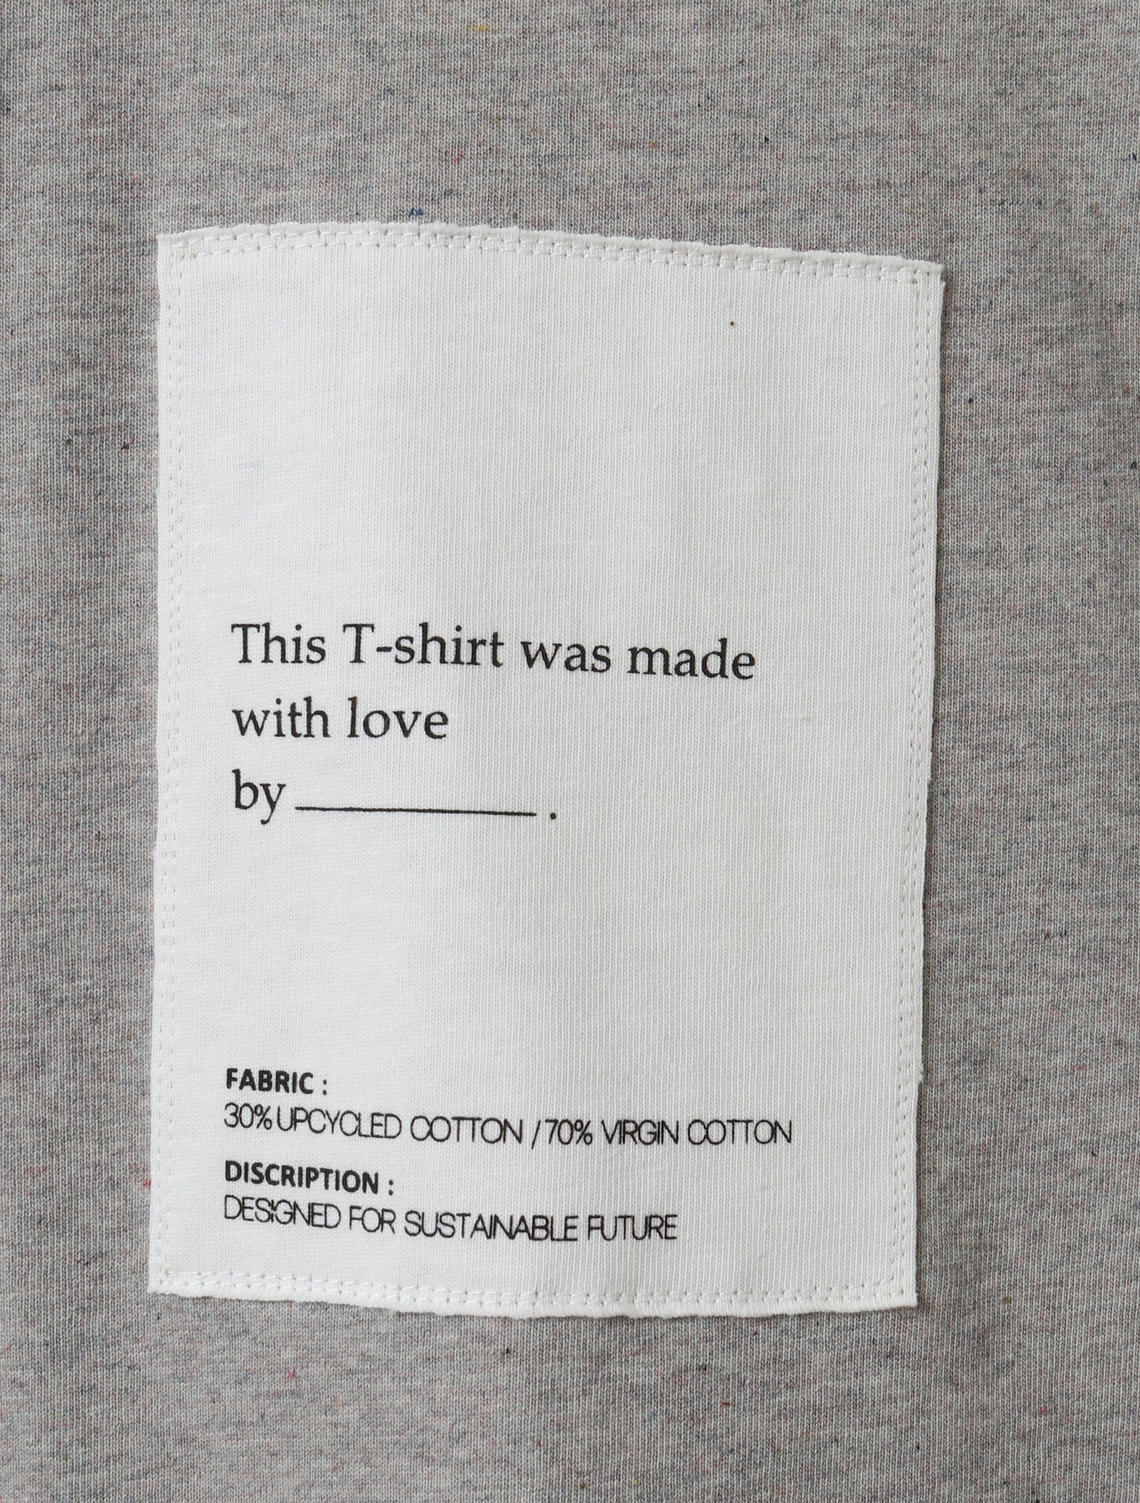 This T-shirt was made
with love
by ________ .
FABRIC :
30% UPCYCLED COTTON / 70% VIRGIN COTTON
DISCRIPTION :
DESIGNED FOR SUSTAINABLE FUTURE